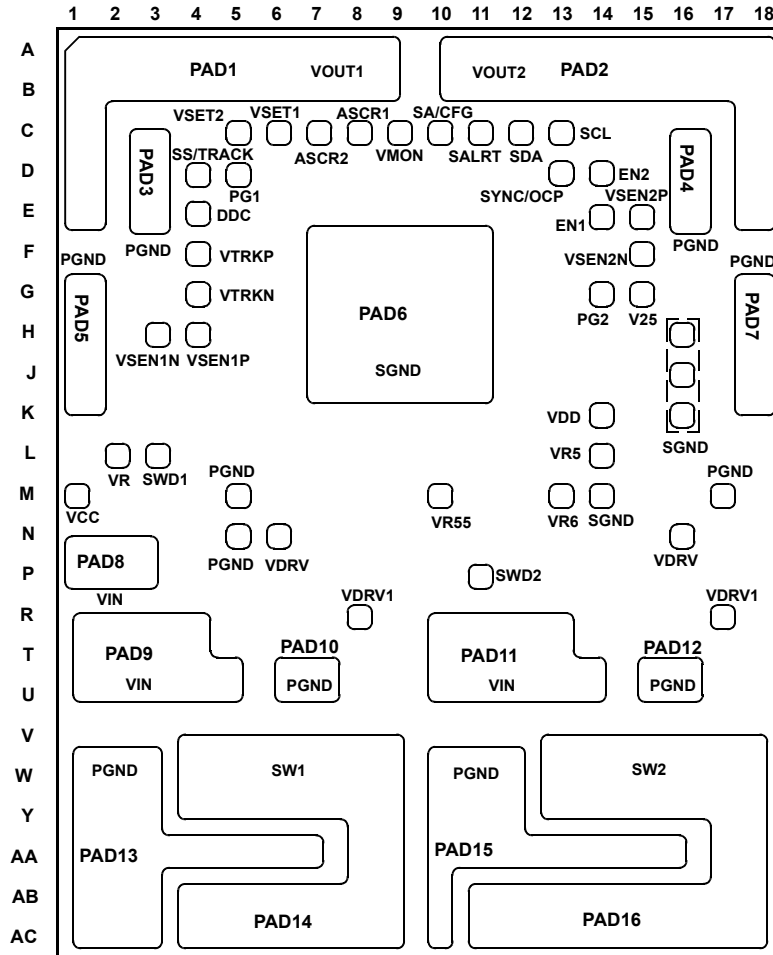 1 2 3 4 5 6 7 8 9 10 11 12 13 14 15 16 17 18
A
PAD1 VOUT1 VOUT2 PAD2
B
VSET2 VSET1 ASCR1 SA/CFG
C
SCL
SS/TRACK ASCR2 VMON SALRT SDA
PAD3
PAD4
D
EN2
PG1 SYNC/OCP VSEN2P
E
DDC EN1
PGND PGND PGND PGND
F
VTRKP VSEN2N
G
VTRKN
PG2 V25
PAD5
PAD6
PAD7
H
VSEN1N VSEN1P
J
SGND
K
VDD
SGND
L
VR5
VR SWD1 PGND PGND
M
VCC VR55 VR6 SGND
N
PGND VDRV VDRV
PAD8
P
SWD2
VIN VDRV1 VDRV1
R
PAD10 PAD12
T
PAD9 PAD11
VIN PGND VIN PGND
U
V
W
PGND SW1 PGND SW2
Y
AA
PAD13 PAD15
AB
PAD14 PAD16
AC